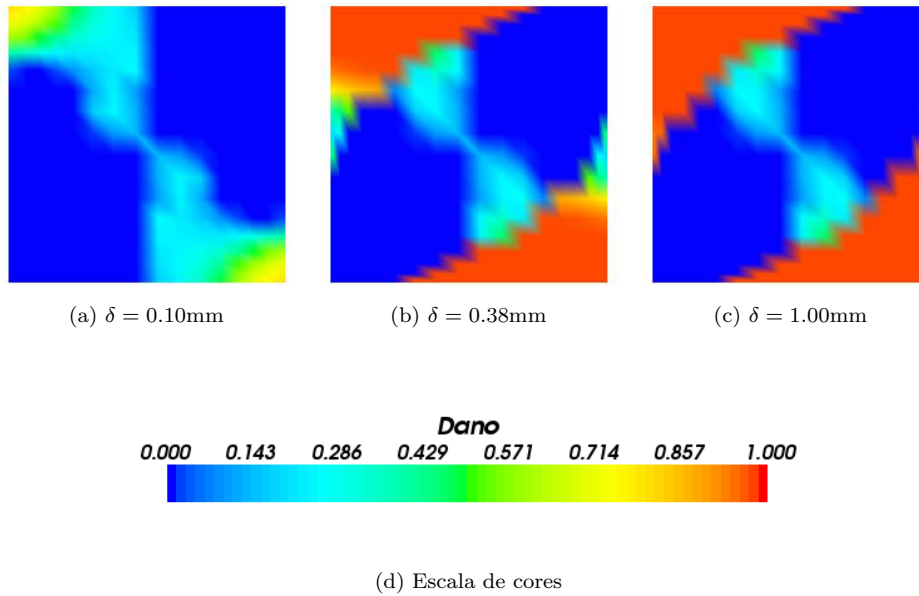 (a) δ = 0.10mm
(b) δ = 0.38mm
(c) δ = 1.00mm
Dano
0.000 0.143 0.286 0.429 0.571 0.714 0.857 1.000
(d) Escala de cores